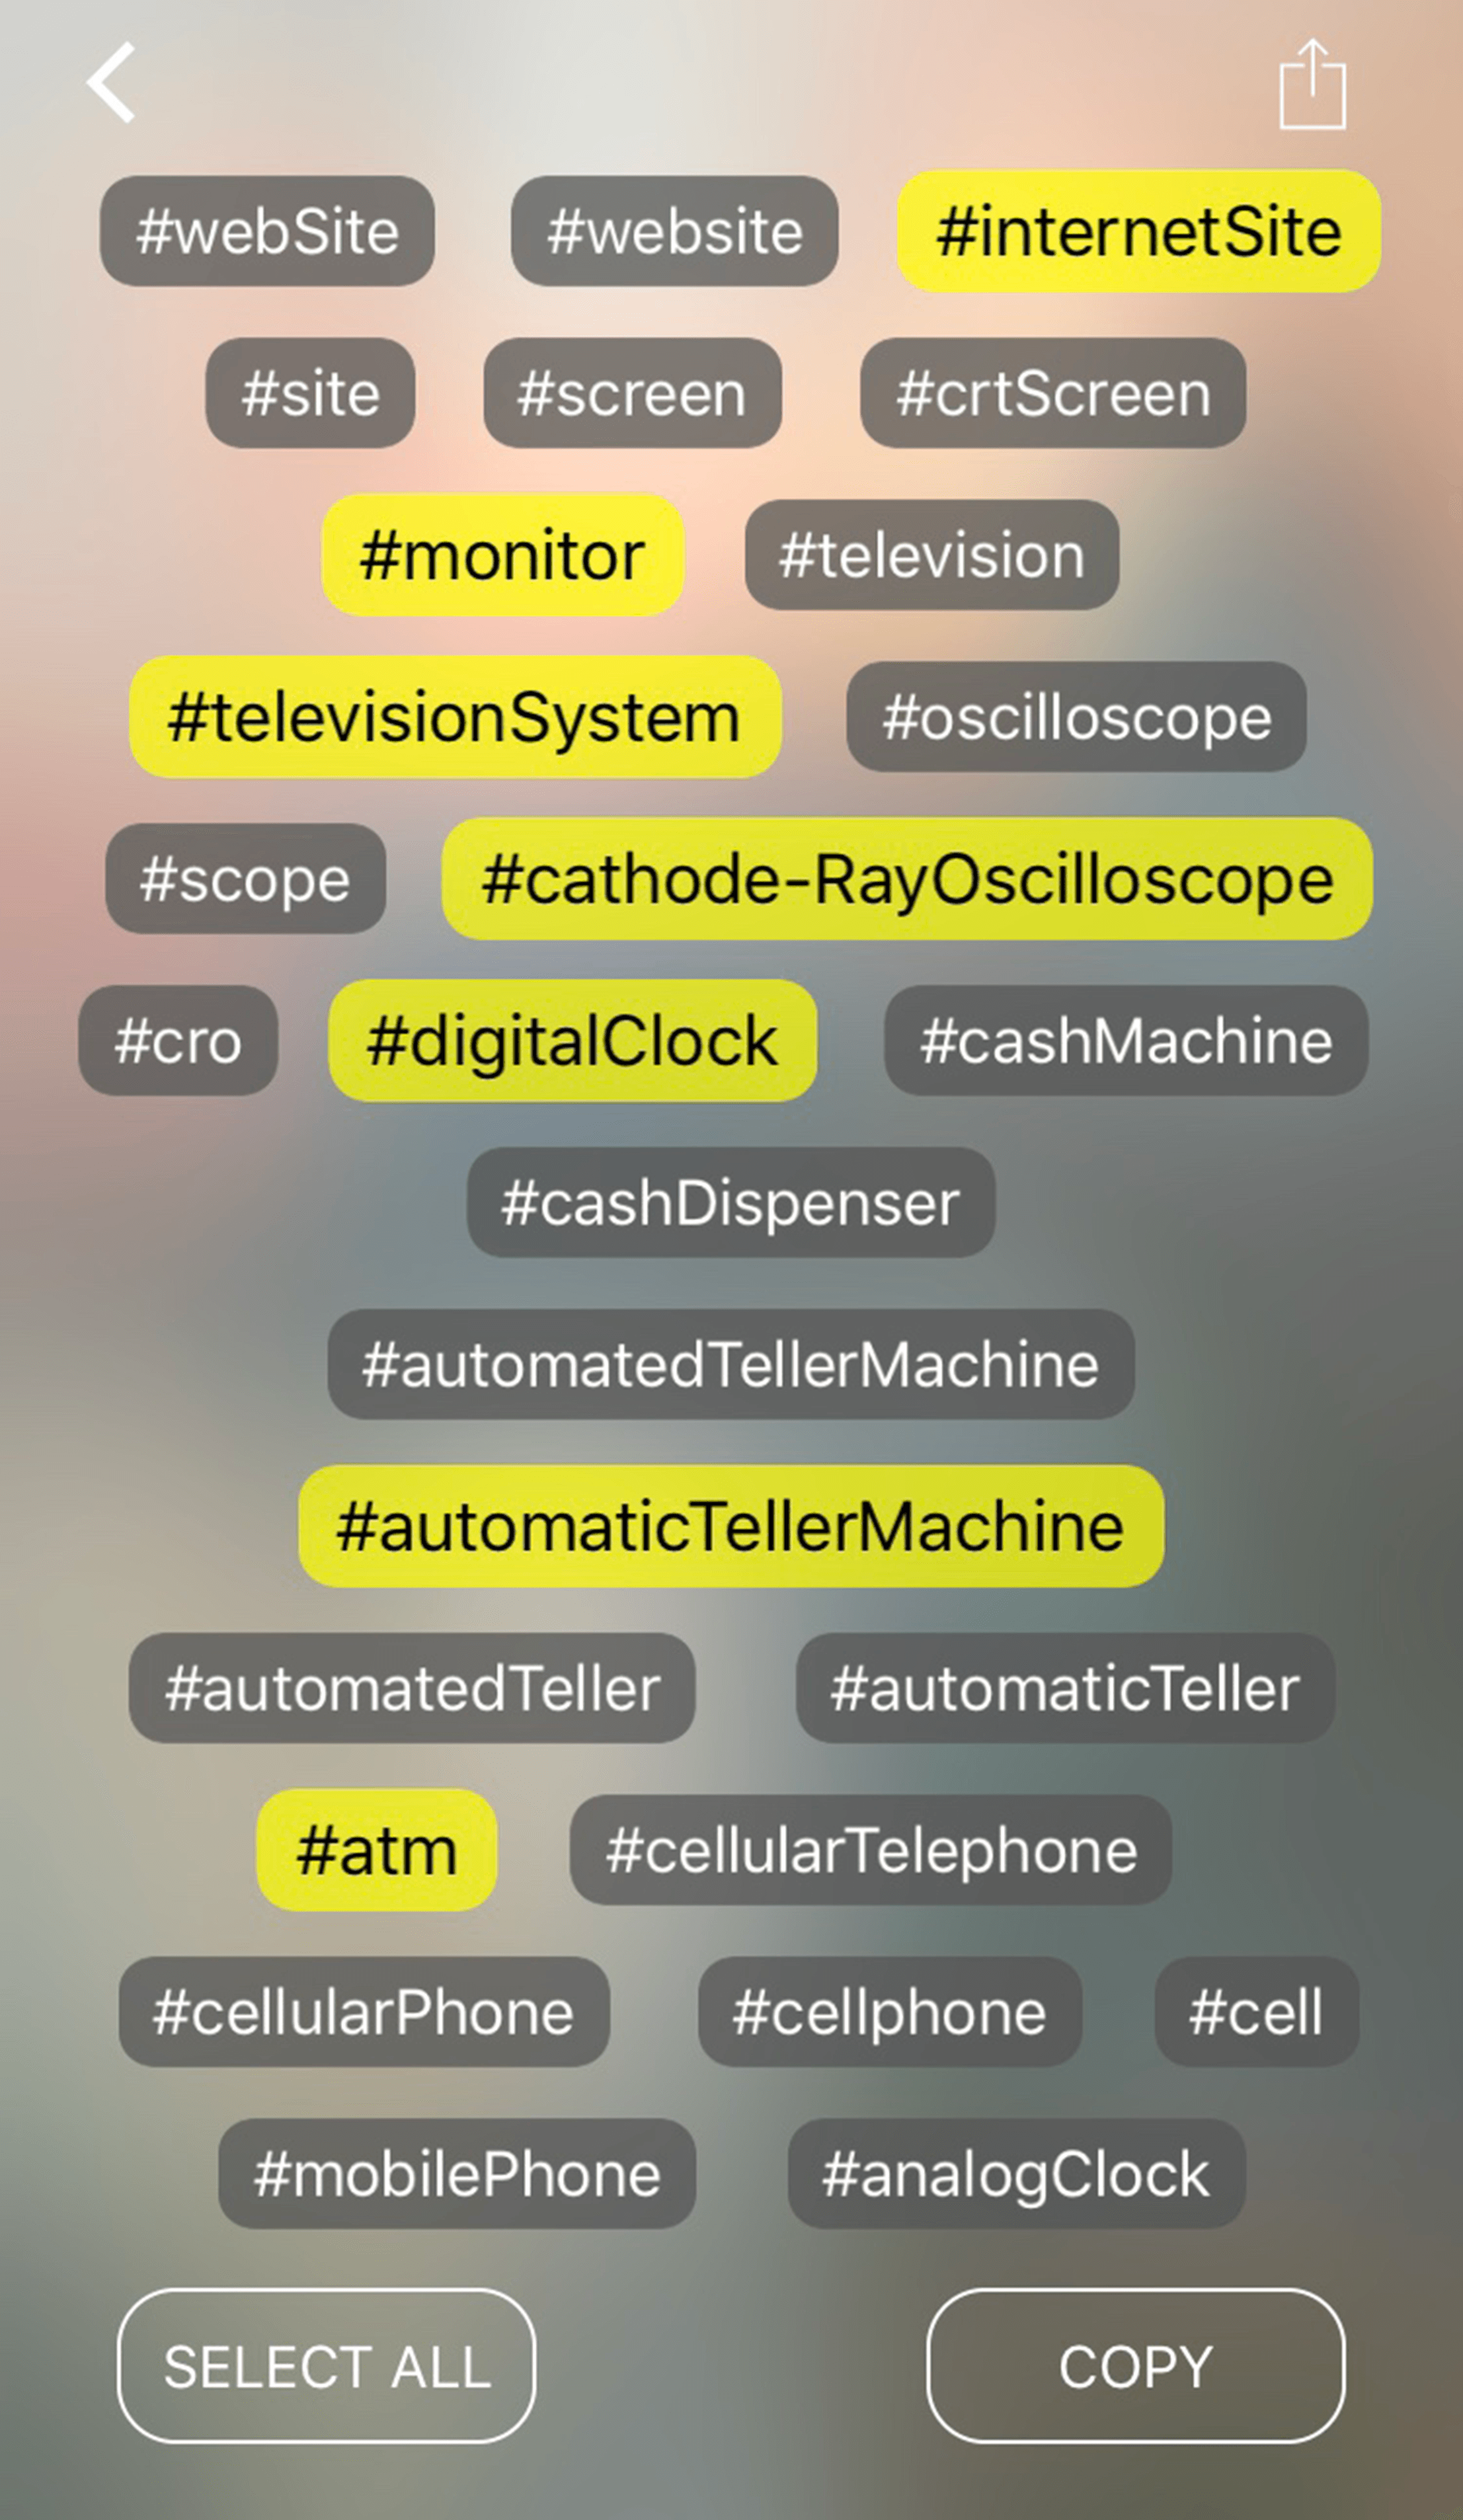 #webSite #website #internetSite
#site #screen #crtScreen
#monitor #television
#televisionSystem #oscilloscope
#scope #cathode-RayOscilloscope
#cro #digitalClock #cashMachine
#cashDispenser
#automatedTellerMachine
#automaticTellerMachine
#automatedTeller #automaticTeller
#atm #cellularTelephone
#cellularPhone #cellphone #cell
#mobilePhone #analogClock
SELECT ALL COPY